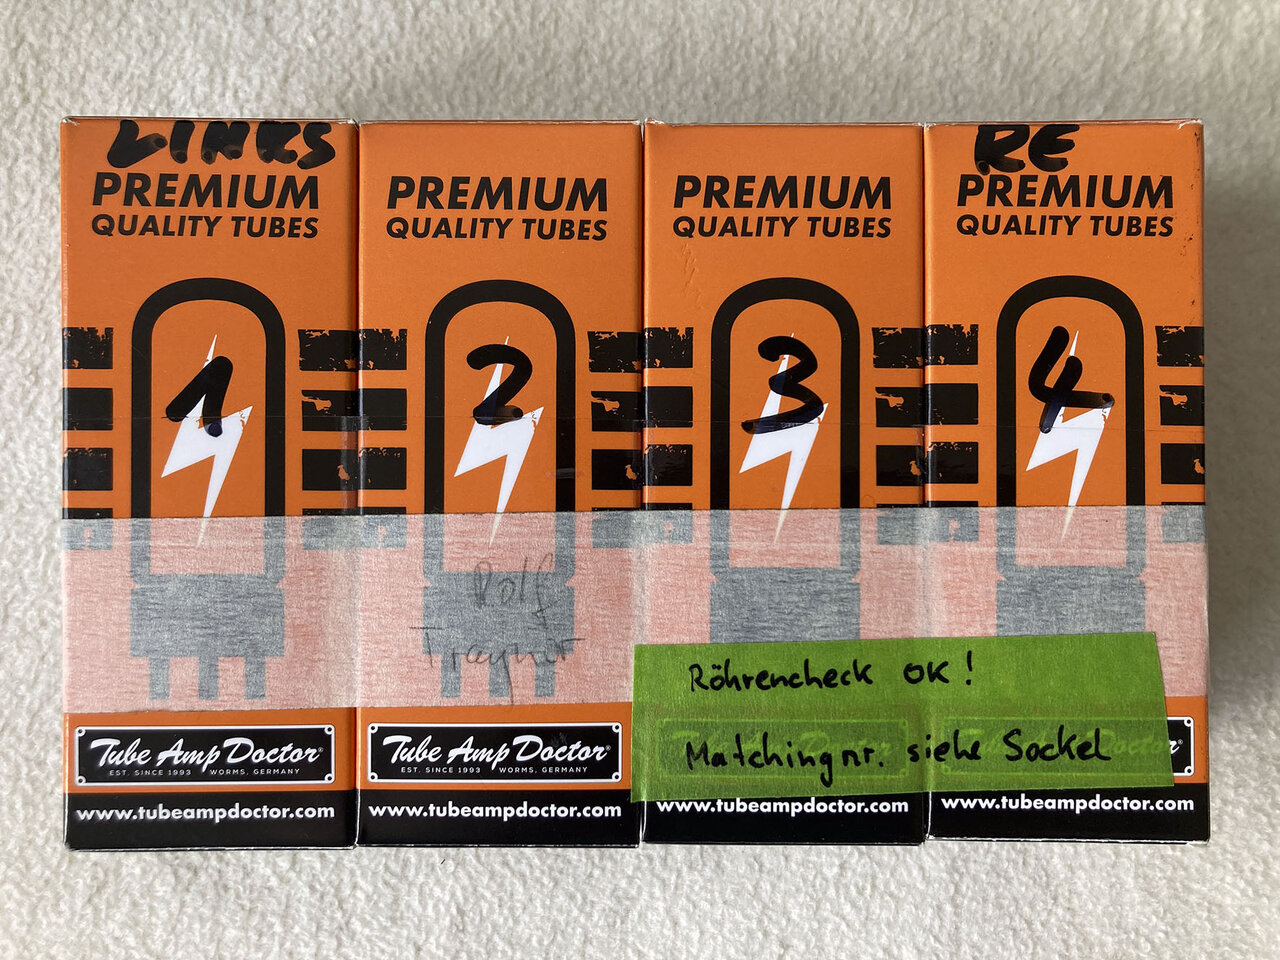 LINKS
PREMIUM
QUALITY TUBES
1
Tube Amp Doctor®
EST. SINCE 1993 WORMS, GERMANY
www.tubeampdoctor.com
PREMIUM
QUALITY TUBES
2
Rolf
Traynor
Tube Amp Doctor®
EST. SINCE 1993 WORMS, GERMANY
www.tubeampdoctor.com
PREMIUM
QUALITY TUBES
3
Röhrencheck OK!
Matchingnr. siehe Sockel
www.tubeampdoctor.com
RE
PREMIUM
QUALITY TUBES
4
www.tubeampdoctor.com